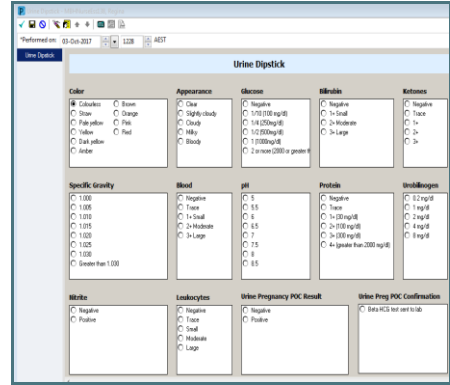 Urine Dipstick
*Performed on: 03-Oct-2017 1228 AEST
Urine Dipstick
Urine Dipstick
Color
Colourless Brown
Straw Orange
Pale yellow Pink
Yellow Red
Dark yellow
Amber
Appearance
Clear
Slightly cloudy
Cloudy
Milky
Bloody
Glucose
Negative
1/10 (100 mg/dl)
1/4 (250mg/dl)
1/2 (500mg/dl)
1 (1000mg/dl)
2 or more (2000 or greater
Bilirubin
Negative
1+ Small
2+ Moderate
3+ Large
Ketones
Negative
Trace
1+
2+
3+
Specific Gravity
1.000
1.005
1.010
1.015
1.020
1.025
1.030
Greater than 1.030
Blood
Negative
Trace
1+ Small
2+ Moderate
3+ Large
pH
5
5.5
6
6.5
7
7.5
8
8.5
Protein
Negative
Trace
1+ (30 mg/dl)
2+ (100 mg/dl)
3+ (300 mg/dl)
4+ (greater than 2000 mg/dl)
Urobilinogen
0.2 mg/dl
1 mg/dl
2 mg/dl
4 mg/dl
8 mg/dl
Nitrite
Negative
Positive
Leukocytes
Negative
Trace
Small
Moderate
Large
Urine Pregnancy POC Result
Negative
Positive
Urine Preg POC Confirmation
Beta-HCG test sent to lab